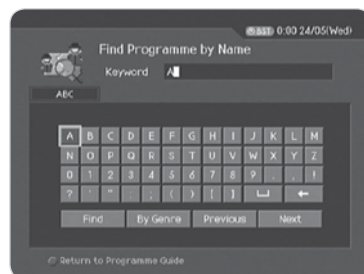 BST 0:00 24/05(Wed)
Find Programme by Name
Keyword A
ABC
A B C D E F G H I J K L M
N O P Q R S T U V W X Y Z
0 1 2 3 4 5 6 7 8 9 . , !
? ' " : ; ( ) [ ]
Find By Genre Previous Next
Return to Programme Guide